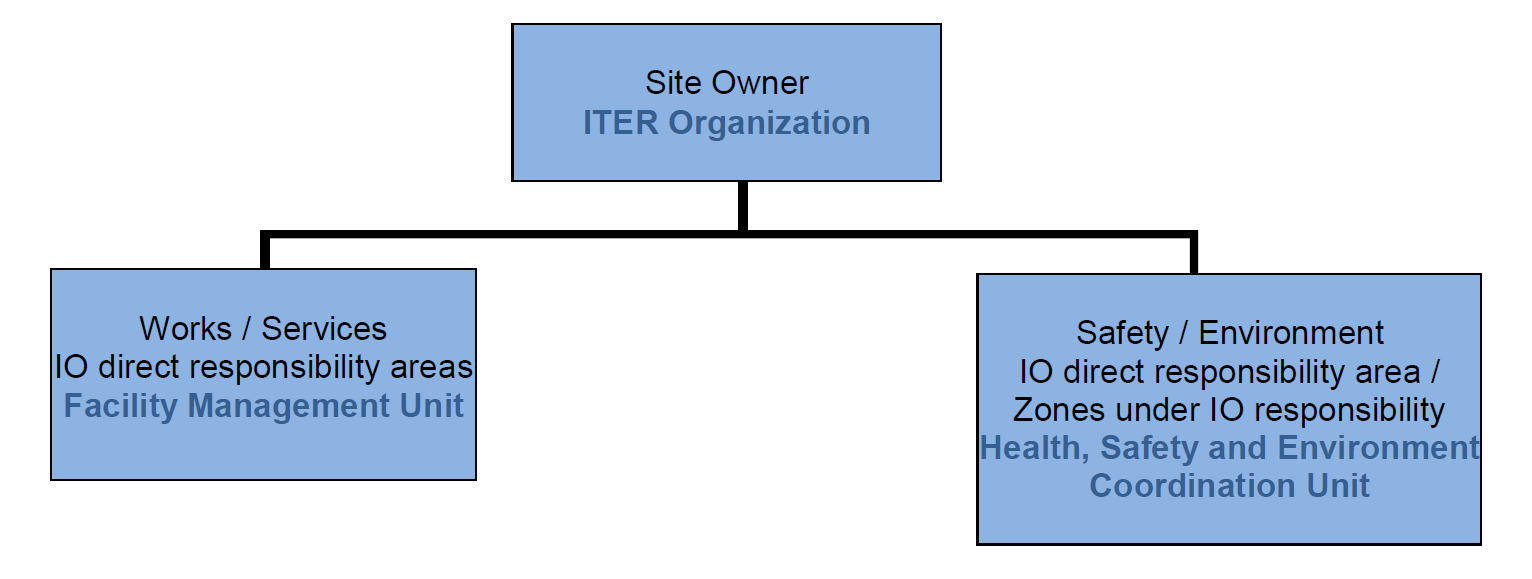 Site Owner
ITER Organization
Works / Services
IO direct responsibility areas
Facility Management Unit
Safety / Environment
IO direct responsibility area /
Zones under IO responsibility
Health, Safety and Environment
Coordination Unit